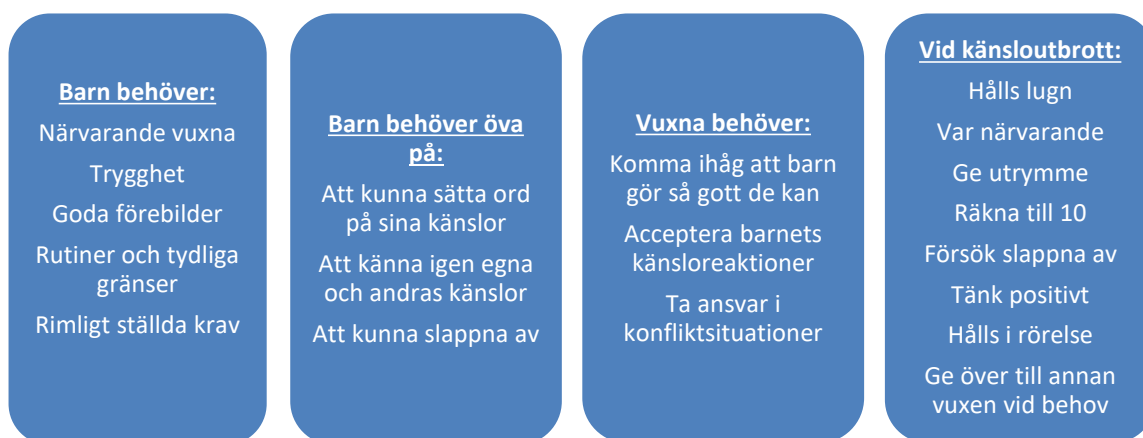 Barn behöver:
Närvarande vuxna
Trygghet
Goda förebilder
Rutiner och tydliga
gränser
Rimligt ställda krav
Barn behöver öva
på:
Att kunna sätta ord
på sina känslor
Att känna igen egna
och andras känslor
Att kunna slappna av
Vuxna behöver:
Komma ihåg att barn
gör så gott de kan
Acceptera barnets
känsloreaktioner
Ta ansvar i
konfliktsituationer
Vid känsloutbrott:
Hålls lugn
Var närvarande
Ge utrymme
Räkna till 10
Försök slappna av
Tänk positivt
Hålls i rörelse
Ge över till annan
vuxen vid behov